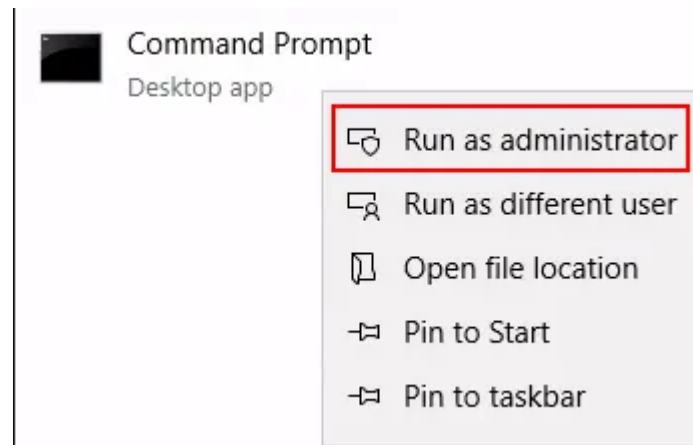 Command Prompt
Desktop app
Run as administrator
Run as different user
Open file location
Pin to Start
Pin to taskbar